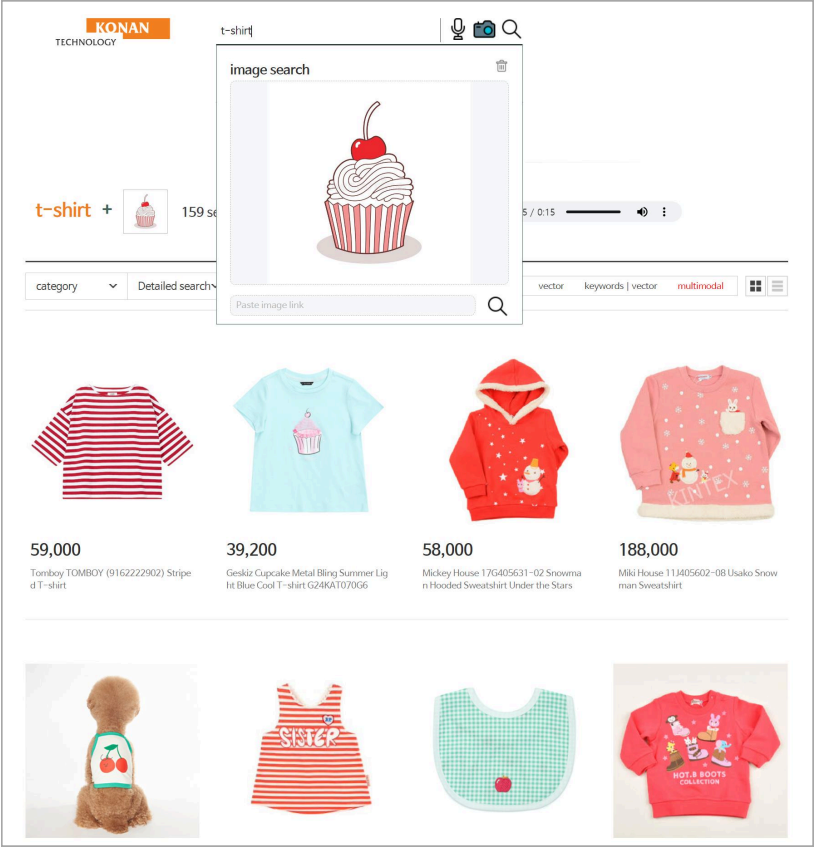 KONAN
TECHNOLOGY
t-shirt
image search
t-shirt +
159 se
5 / 0:15
Paste image link
category
Detailed search
vector
keywords | vector
multimodal
59,000
Tomboy TOMBOY (9162222902) Stripe
d T-shirt
39,200
Geskiz Cupcake Metal Bling Summer Lig
ht Blue Cool T-shirt G24KAT070G6
58,000
Mickey House 17G405631-02 Snowma
n Hooded Sweatshirt Under the Stars
188,000
Miki House 11J405602-08 Usako Snow
man Sweatshirt
KINTEX
SISTER
HOT.B BOOTS
COLLECTION